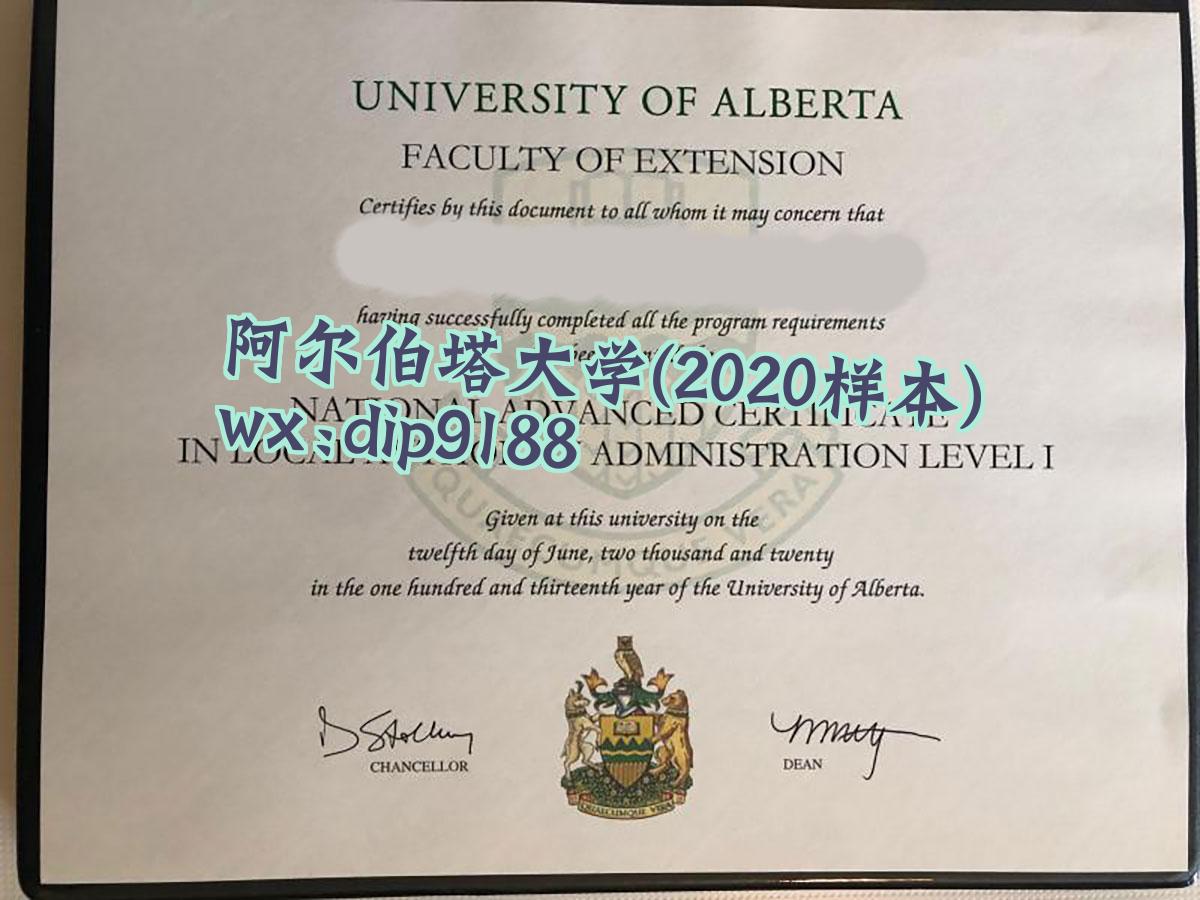 UNIVERSITY OF ALBERTA
FACULTY OF EXTENSION
Certifies by this document to all whom it may concern that
having successfully completed all the program requirements
阿尔伯塔大学(2020样本)
NATIONAL ADVANCED CERTIFICATE
wx:dip9188
IN LOCAL ADMINISTRATION LEVEL I
Given at this university on the
twelfth day of June, two thousand and twenty
in the one hundred and thirteenth year of the University of Alberta.
CHANCELLOR
DEAN
QUAECUMQUE VERA